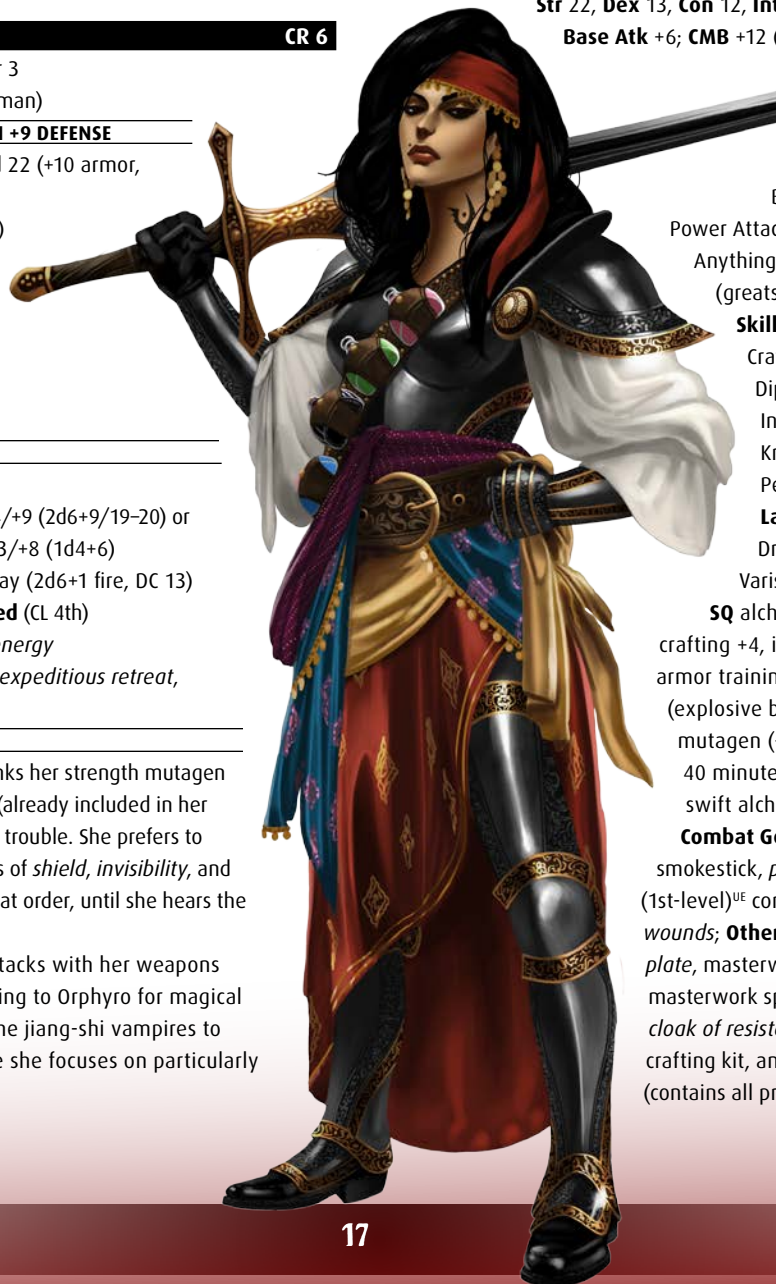 CR 6
r 3
man)
+9 DEFENSE
22 (+10 armor,
)
/+9 (2d6+9/19–20) or
3/+8 (1d4+6)
ay (2d6+1 fire, DC 13)
ed (CL 4th)
energy
expeditious retreat,
nks her strength mutagen
(already included in her
trouble. She prefers to
s of shield, invisibility, and
at order, until she hears the
tacks with her weapons
ing to Orphyro for magical
ne jiang-shi vampires to
e she focuses on particularly
Str 22, Dex 13, Con 12, Int
Base Atk +6; CMB +12 (
Power Attac
Anything
(greats
Skill
Cra
Dip
In
Kn
Pe
La
Dr
Varis
SQ alch
crafting +4, i
armor trainin
(explosive b
mutagen (
40 minute
swift alch
Combat Ge
smokestick, p
(1st-level)UE con
wounds; Other
plate, masterw
masterwork sp
cloak of resist
crafting kit, an
(contains all pr
17